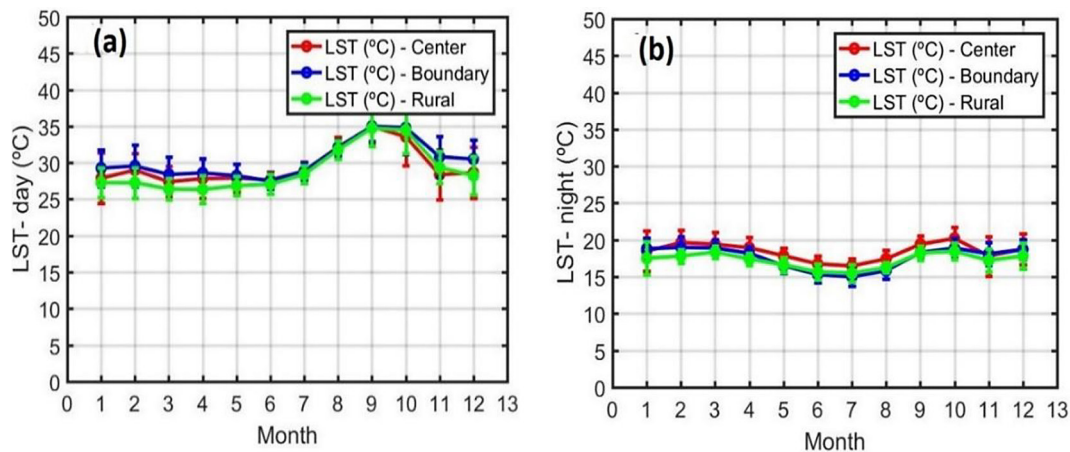 (a)
LST (ºC) - Center
LST (ºC) - Boundary
LST (ºC) - Rural
LST- day (ºC)
50
45
40
35
30
25
20
15
10
5
0
0 1 2 3 4 5 6 7 8 9 10 11 12 13
Month
(b)
LST (ºC) - Center
LST (ºC) - Boundary
LST (ºC) - Rural
LST- night (ºC)
50
45
40
35
30
25
20
15
10
5
0
0 1 2 3 4 5 6 7 8 9 10 11 12 13
Month